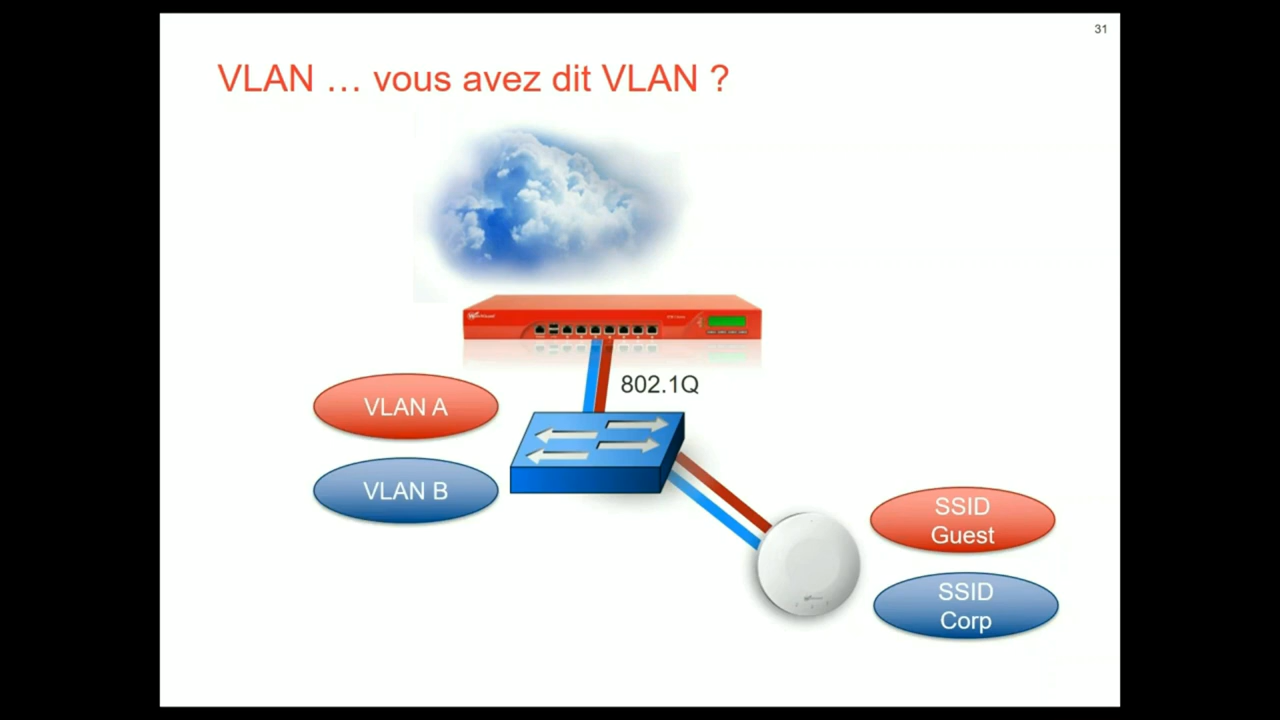 31
VLAN … vous avez dit VLAN ?
802.1Q
VLAN A
VLAN B
SSID
Guest
SSID
Corp